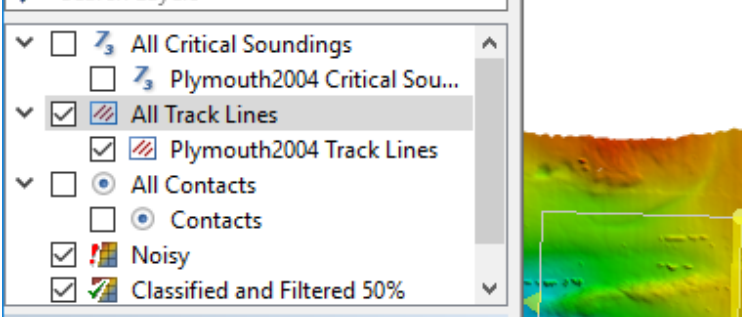 All Critical Soundings
Plymouth2004 Critical Sou...
All Track Lines
Plymouth2004 Track Lines
All Contacts
Contacts
Noisy
Classified and Filtered 50%